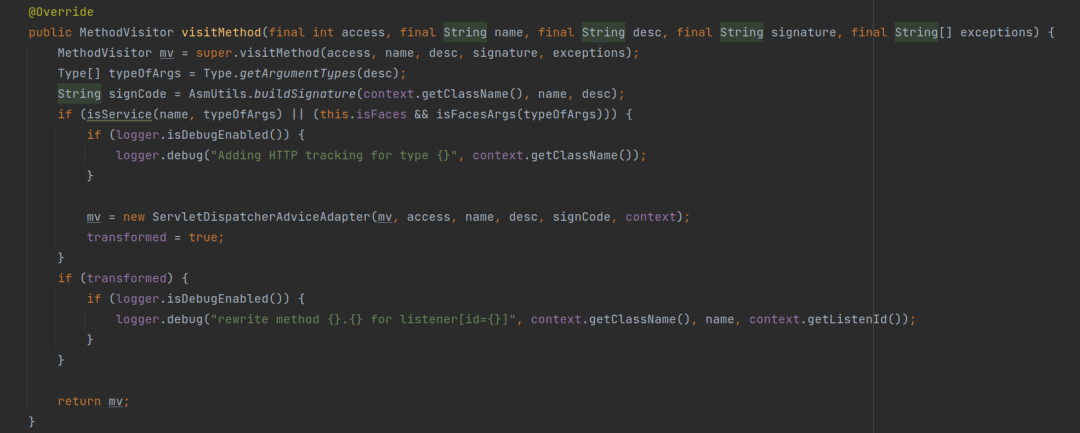 @Override
public MethodVisitor visitMethod(final int access, final String name, final String desc, final String signature, final String[] exceptions) {
    MethodVisitor mv = super.visitMethod(access, name, desc, signature, exceptions);
    Type[] typeOfArgs = Type.getArgumentTypes(desc);
    String signCode = AsmUtils.buildSignature(context.getClassName(), name, desc);
    if (isService(name, typeOfArgs) || (this.isFaces && isFacesArgs(typeOfArgs))) {
        if (logger.isDebugEnabled()) {
            logger.debug("Adding HTTP tracking for type {}", context.getClassName());
        }
        mv = new ServletDispatcherAdviceAdapter(mv, access, name, desc, signCode, context);
        transformed = true;
    }
    if (transformed) {
        if (logger.isDebugEnabled()) {
            logger.debug("rewrite method {}.{} for listener[id={}]", context.getClassName(), name, context.getListenId());
        }
    }
    return mv;
}